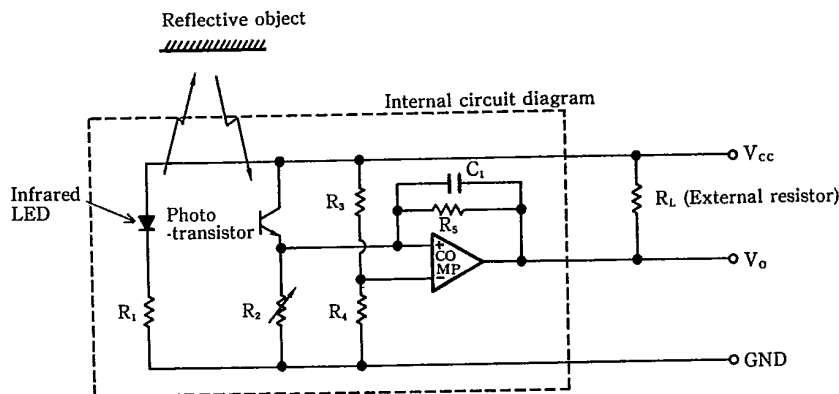 Reflective object
Internal circuit diagram
Vcc
C₁
RL (External resistor)
R₃
Infrared
LED
Photo
-transistor
R₅
+
CO
MP
−
Vo
R₁
R₂
R₄
GND